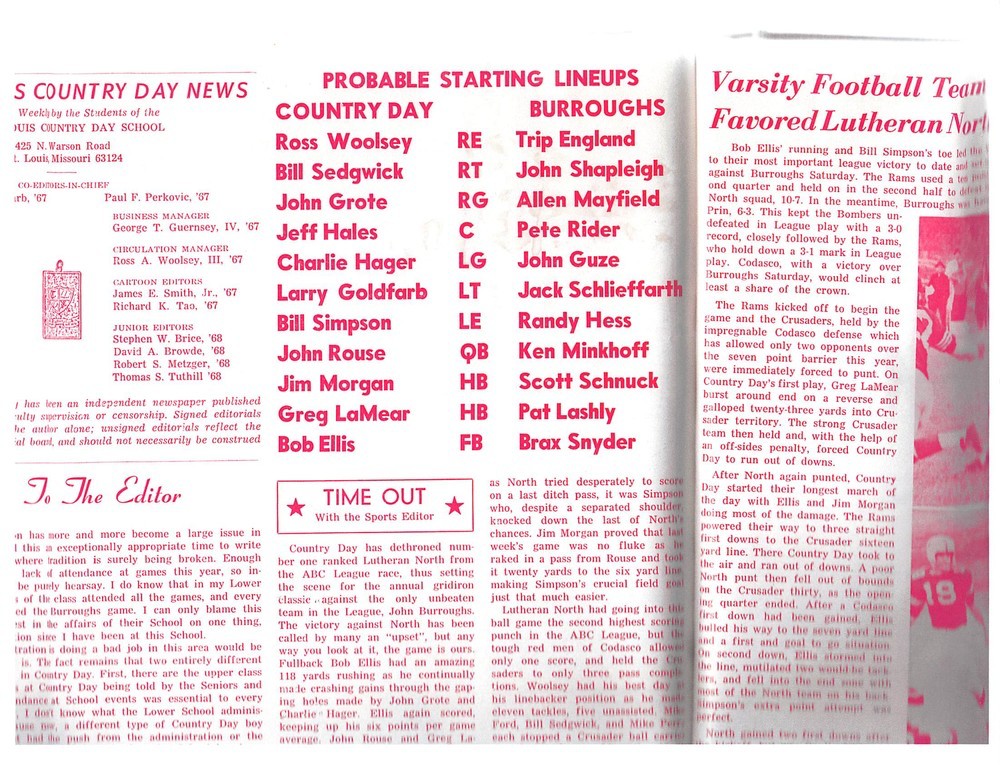 S COUNTRY DAY NEWS
Weekly by the Students of the
OUIS COUNTRY DAY SCHOOL
425 N. Warson Road
t. Louis, Missouri 63124
CO-EDITORS-IN-CHIEF
arb, '67 Paul F. Perkovic, '67
BUSINESS MANAGER
George T. Guernsey, IV, '67
CIRCULATION MANAGER
Ross A. Woolsey, III, '67
CARTOON EDITORS
James E. Smith, Jr., '67
Richard K. Tao, '67
JUNIOR EDITORS
Stephen W. Brice, '68
David A. Browde, '68
Robert S. Metzger, '68
Thomas S. Tuthill '68
has been an independent newspaper published
ulty supervision or censorship. Signed editorials
he author alone; unsigned editorials reflect the
ial board, and should not necessarily be construed
To The Editor
n has more and more become a large issue in
I this is exceptionally appropriate time to write
where tradition is surely being broken. Enough
lack of attendance at games this year, so in-
be purely hearsay. I do know that in my Lower
s of the class attended all the games, and every
ed the Burroughs game. I can only blame this
est in the affairs of their School on one thing,
ion since I have been at this School.
tration is doing a bad job in this area would be
is. The fact remains that two entirely different
in Country Day. First, there are the upper class
s at Country Day being told by the Seniors and
ndance at School events was essential to every
. I don't know what the Lower School adminis-
a different type of Country Day boy
had the push from the administration or the
PROBABLE STARTING LINEUPS
COUNTRY DAY BURROUGHS
Ross Woolsey RE Trip England
Bill Sedgwick RT John Shapleigh
John Grote RG Allen Mayfield
Jeff Hales C Pete Rider
Charlie Hager LG John Guze
Larry Goldfarb LT Jack Schlieffarth
Bill Simpson LE Randy Hess
John Rouse QB Ken Minkhoff
Jim Morgan HB Scott Schnuck
Greg LaMear HB Pat Lashly
Bob Ellis FB Brax Snyder
TIME OUT
With the Sports Editor
Country Day has dethroned num-
ber one ranked Lutheran North from
the ABC League race, thus setting
the scene for the annual gridiron
classic against the only unbeaten
team in the League, John Burroughs.
The victory against North has been
called by many an "upset", but any
way you look at it, the game is ours.
Fullback Bob Ellis had an amazing
118 yards rushing as he continually
made crashing gains through the gap-
ing holes made by John Grote and
Charlie Hager. Ellis again scored,
keeping up his six points per game
average. John Rouse and Greg La-
as North tried desperately to score
on a last ditch pass, it was Simpson
who, despite a separated shoulder,
knocked down the last of North's
chances. Jim Morgan proved that last
week's game was no fluke as he
raked in a pass from Rouse and took
it twenty yards to the six yard line,
making Simpson's crucial field goal
just that much easier.
Lutheran North had going into this
ball game the second highest scoring
punch in the ABC League, but the
tough red men of Codasco allowed
only one score, and held the Cru-
saders to only three pass comple-
tions. Woolsey had his best day at
his linebacker position as he made
eleven tackles, five unassisted. Mike
Ford, Bill Sedgwick, and Mike
each stopped a Crusader ball
Varsity Football Team
Favored Lutheran North
Bob Ellis' running and Bill Simpson's toe led the
to their most important league victory to date and set
against Burroughs Saturday. The Rams used a ten
ond quarter and held on in the second half to defeat
North squad, 10-7. In the meantime, Burroughs was
Prin, 6-3. This kept the Bombers un-
defeated in League play with a 3-0
record, closely followed by the Rams,
who hold down a 3-1 mark in League
play. Codasco, with a victory over
Burroughs Saturday, would clinch at
least a share of the crown.
The Rams kicked off to begin the
game and the Crusaders, held by the
impregnable Codasco defense which
has allowed only two opponents over
the seven point barrier this year,
were immediately forced to punt. On
Country Day's first play, Greg LaMear
burst around end on a reverse and
galloped twenty-three yards into Cru-
sader territory. The strong Crusader
team then held and, with the help of
an off-sides penalty, forced Country
Day to run out of downs.
After North again punted, Country
Day started their longest march of
the day with Ellis and Jim Morgan
doing most of the damage. The Rams
powered their way to three straight
first downs to the Crusader sixteen
yard line. There Country Day took to
the air and ran out of downs. A poor
North punt then fell out of bounds
on the Crusader thirty, as the open-
ing quarter ended. After a Codasco
first down had been gained, Ellis
bulled his way to the seven yard line
and a first and goal to go situation.
On second down, Ellis stormed into
the line, mutilated two would be tack-
lers, and fell into the end zone with
most of the North team on his back.
Simpson's extra point attempt was
perfect.
North gained two first downs after
19